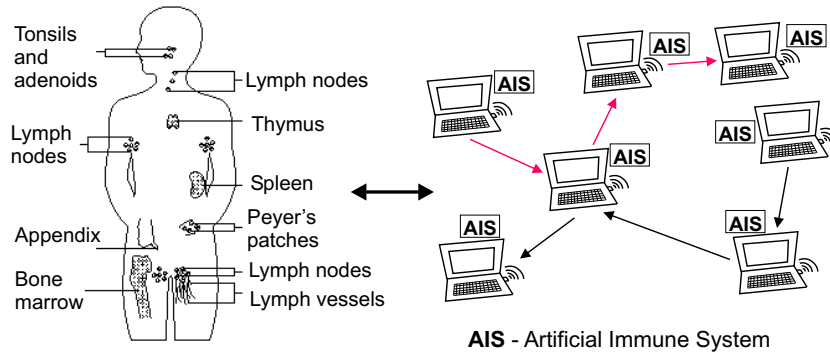 Tonsils
and
adenoids
Lymph nodes
Lymph
nodes
Thymus
Spleen
Appendix
Peyer's
patches
Bone
marrow
Lymph nodes
Lymph vessels
AIS
AIS
AIS
AIS
AIS
AIS
AIS
AIS - Artificial Immune System